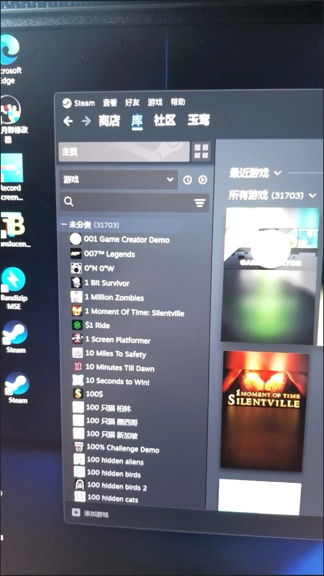 crosoft
Edge
Steam 查看 好友 游戏 帮助
商店 库 社区 玉鸾
主页
游戏
最近游戏
所有游戏 (31703)
未分类 (31703)
001 Game Creator Demo
007™ Legends
0°N 0°W
1 Bit Survivor
1 Million Zombies
1 Moment Of Time: Silentville
$1 Ride
1 Screen Platformer
10 Miles To Safety
10 Minutes Till Dawn
10 Seconds to Win!
100$
100 只猫 柏林
100 只猫 墨西哥
100 只猫 新加坡
100% Challenge Demo
100 hidden aliens
100 hidden birds
100 hidden birds 2
100 hidden cats
添加游戏
1 MOMENT OF TIME
SILENTVILLE
Record
Screen...
anslucen...
Bandizip
MSE
Steam
Steam